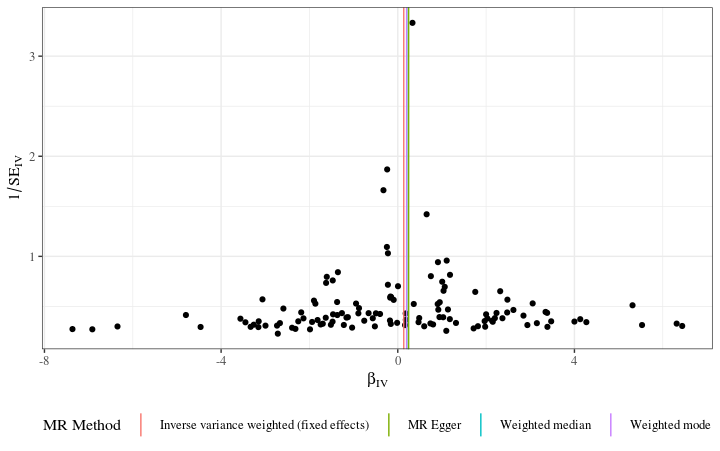 3
2
1
1/SE_IV
-8 -4 0 4
β_IV
MR Method Inverse variance weighted (fixed effects) MR Egger Weighted median Weighted mode